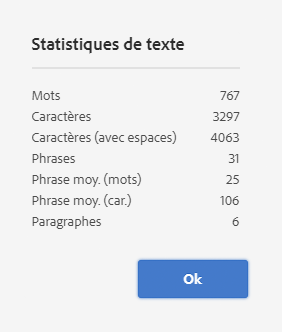 Statistiques de texte
Mots 767
Caractères 3297
Caractères (avec espaces) 4063
Phrases 31
Phrase moy. (mots) 25
Phrase moy. (car.) 106
Paragraphes 6
Ok